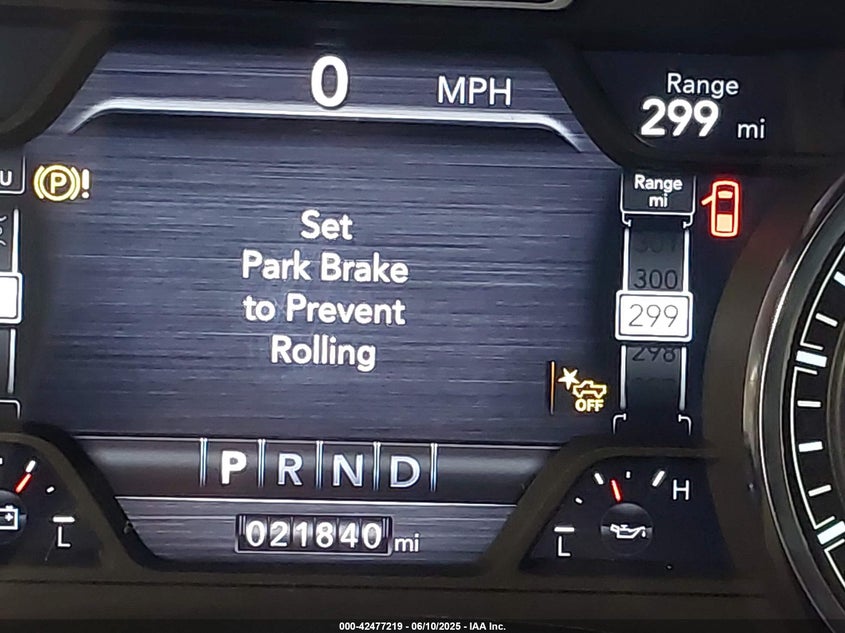 0 MPH
Range
299 mi
U
P !
Range
mi
Set
Park Brake
to Prevent
Rolling
300
299
298
OFF
P R N D
021840 mi
L
L
H
000-42477219 - 06/10/2025 - IAA Inc.